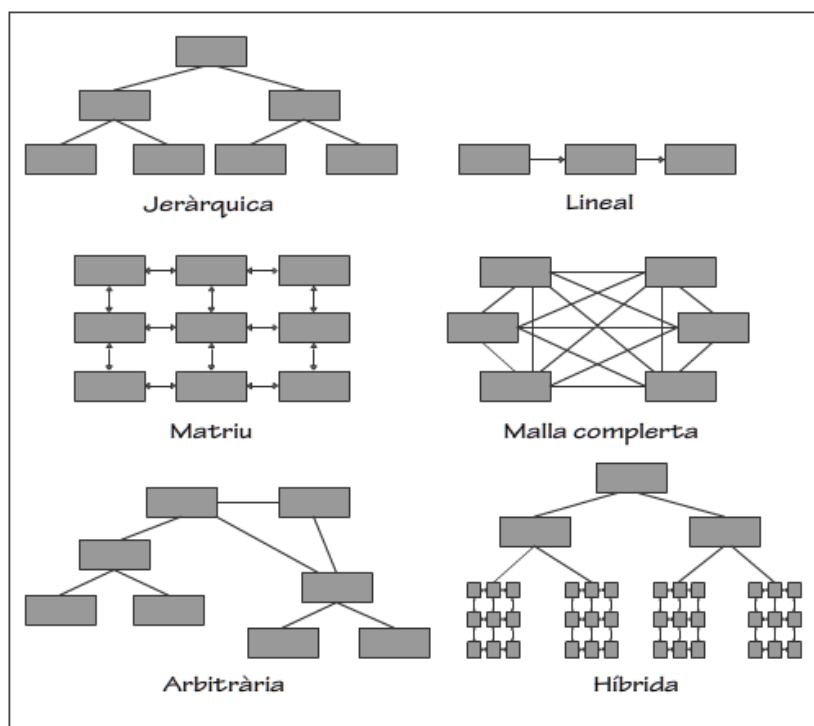 Jeràrquica
Lineal
Matriu
Malla complerta
Arbitrària
Híbrida